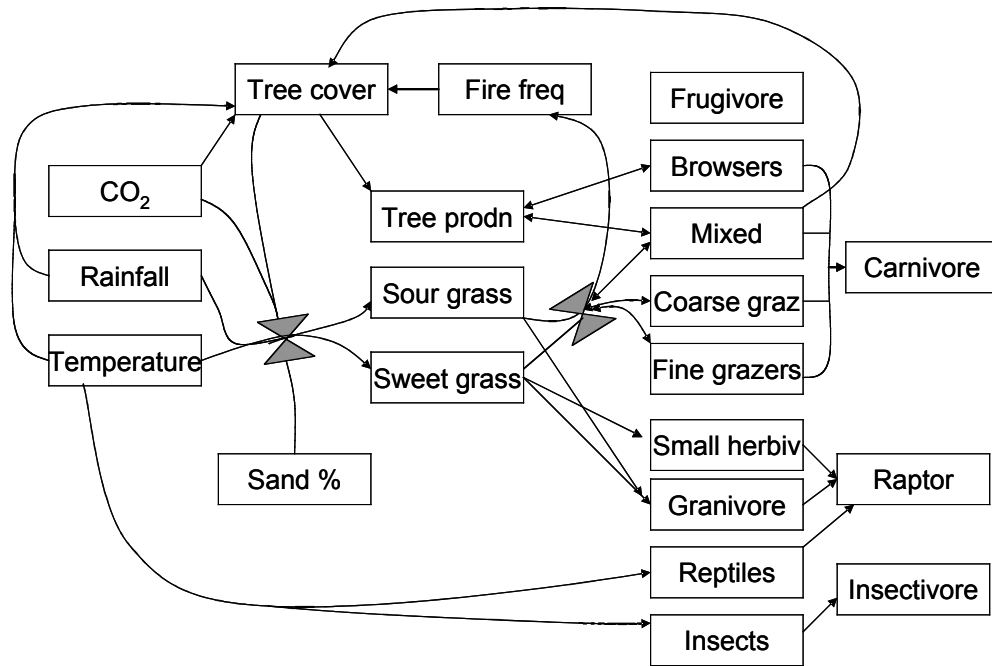 Tree cover
Fire freq
Frugivore
CO₂
Browsers
Tree prodn
Mixed
Rainfall
Sour grass
Coarse graz
Carnivore
Temperature
Sweet grass
Fine grazers
Sand %
Small herbiv
Raptor
Granivore
Reptiles
Insectivore
Insects